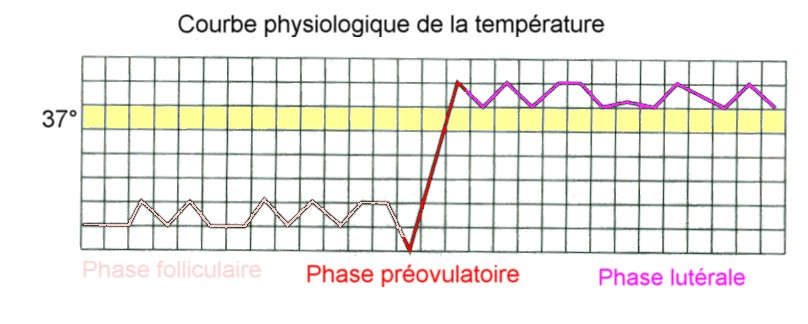 Courbe physiologique de la température
37°
Phase folliculaire
Phase préovulatoire
Phase lutérale